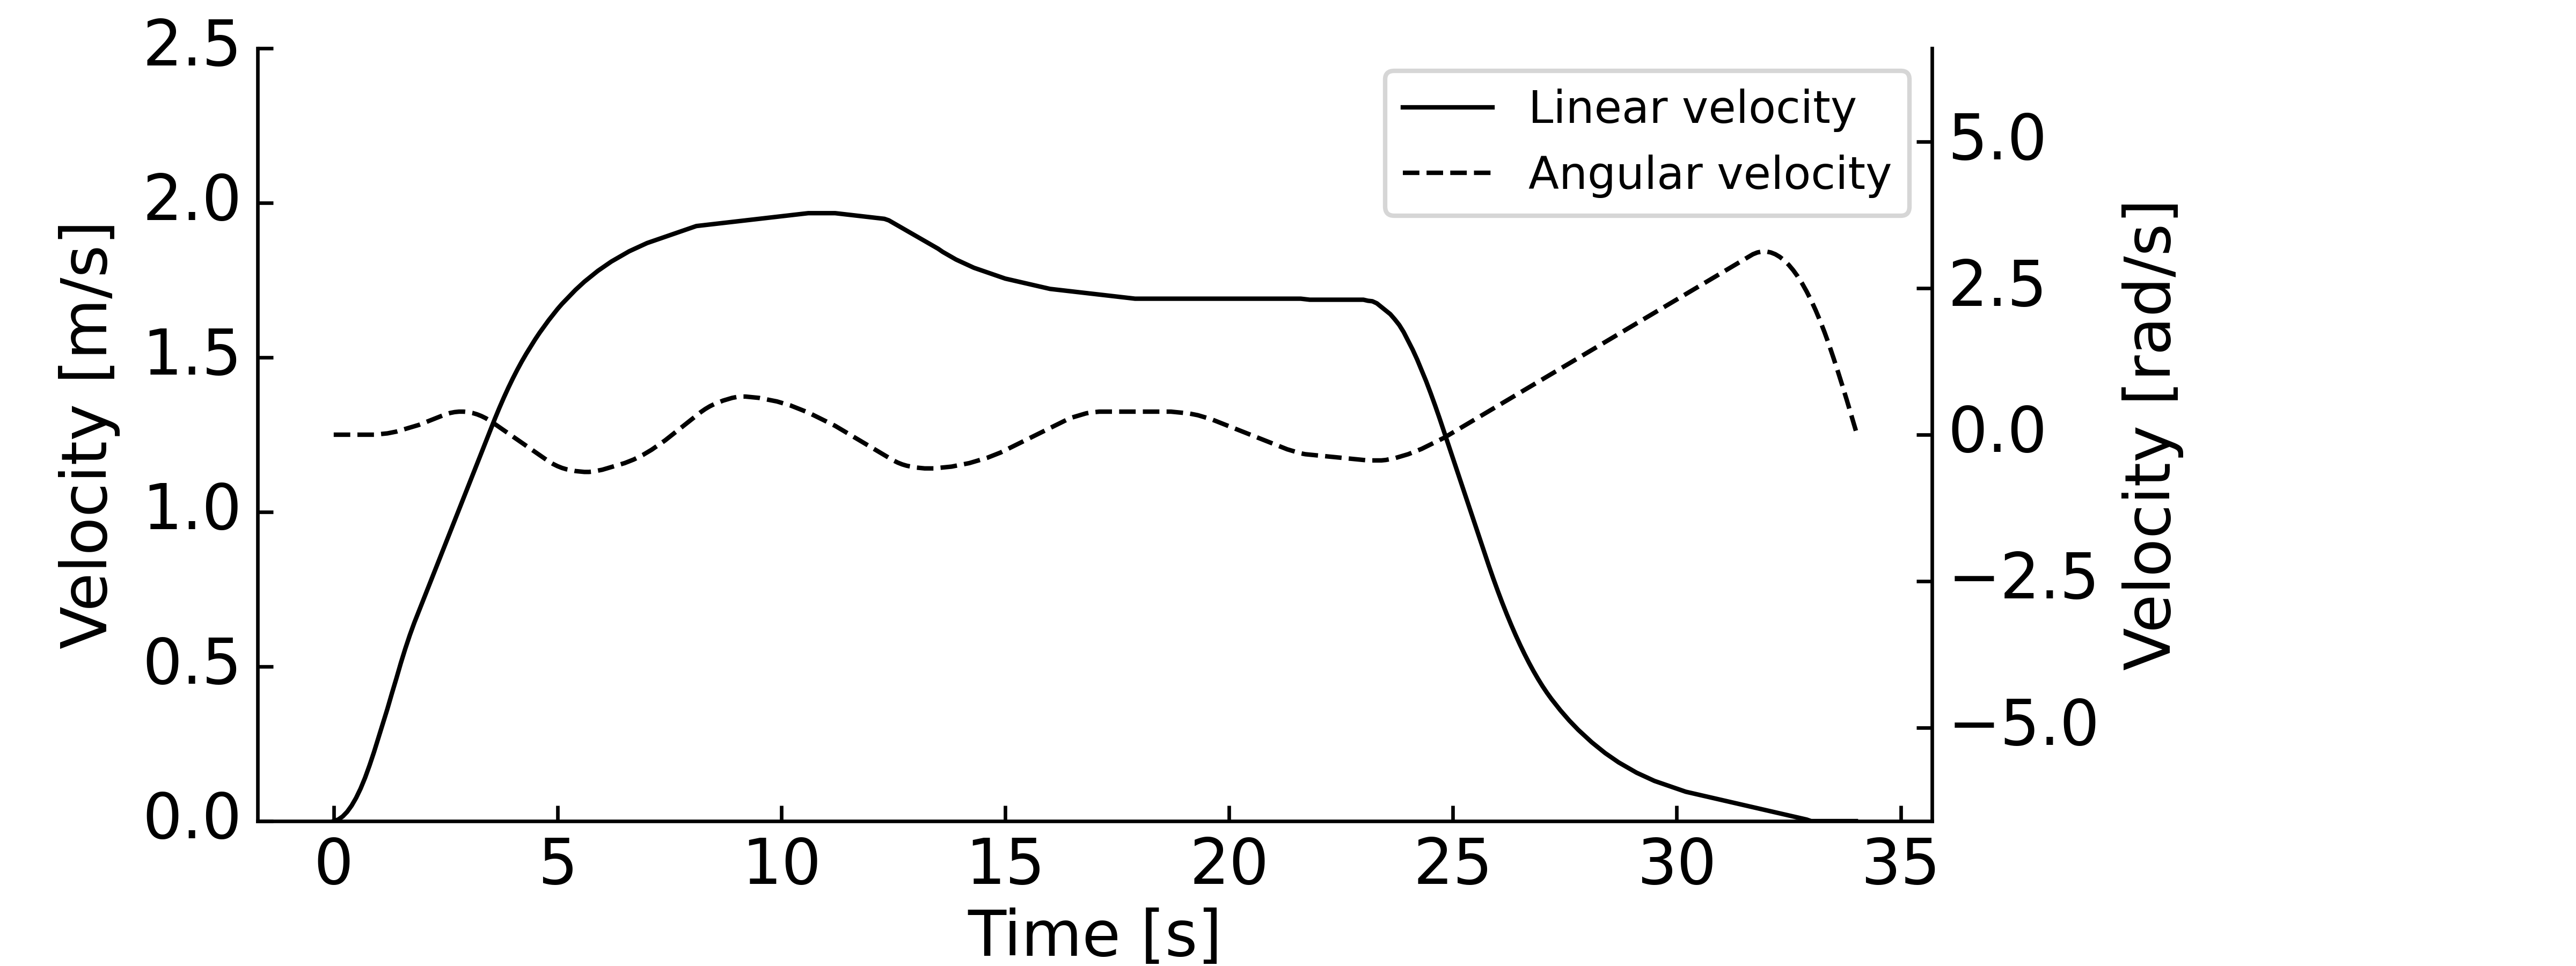 2.5
2.0
1.5
1.0
0.5
0.0
Velocity [m/s]
Linear velocity
Angular velocity
5.0
2.5
0.0
−2.5
−5.0
Velocity [rad/s]
0 5 10 15 20 25 30 35
Time [s]